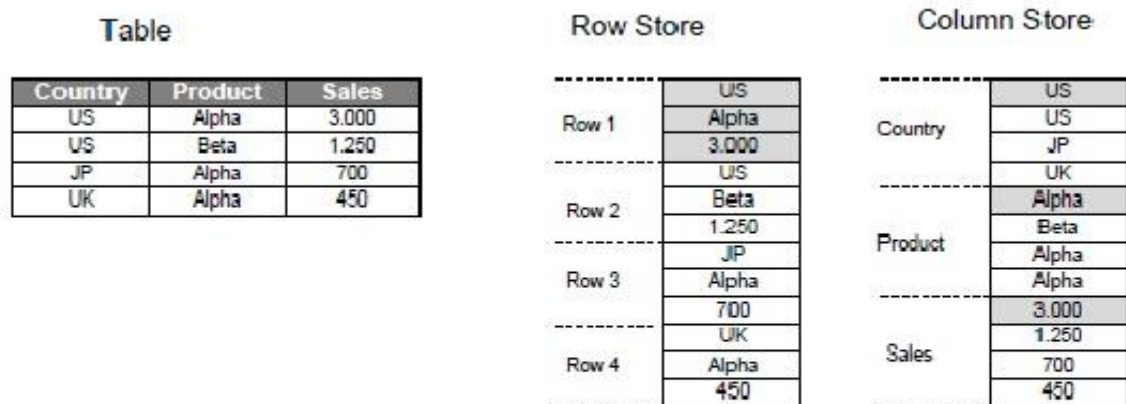 Table
Country Product Sales
US Alpha 3.000
US Beta 1.250
JP Alpha 700
UK Alpha 450
Row Store
Row 1
US
Alpha
3.000
Row 2
US
Beta
1.250
Row 3
JP
Alpha
700
Row 4
UK
Alpha
450
Column Store
Country
US
US
JP
UK
Product
Alpha
Beta
Alpha
Alpha
Sales
3.000
1.250
700
450